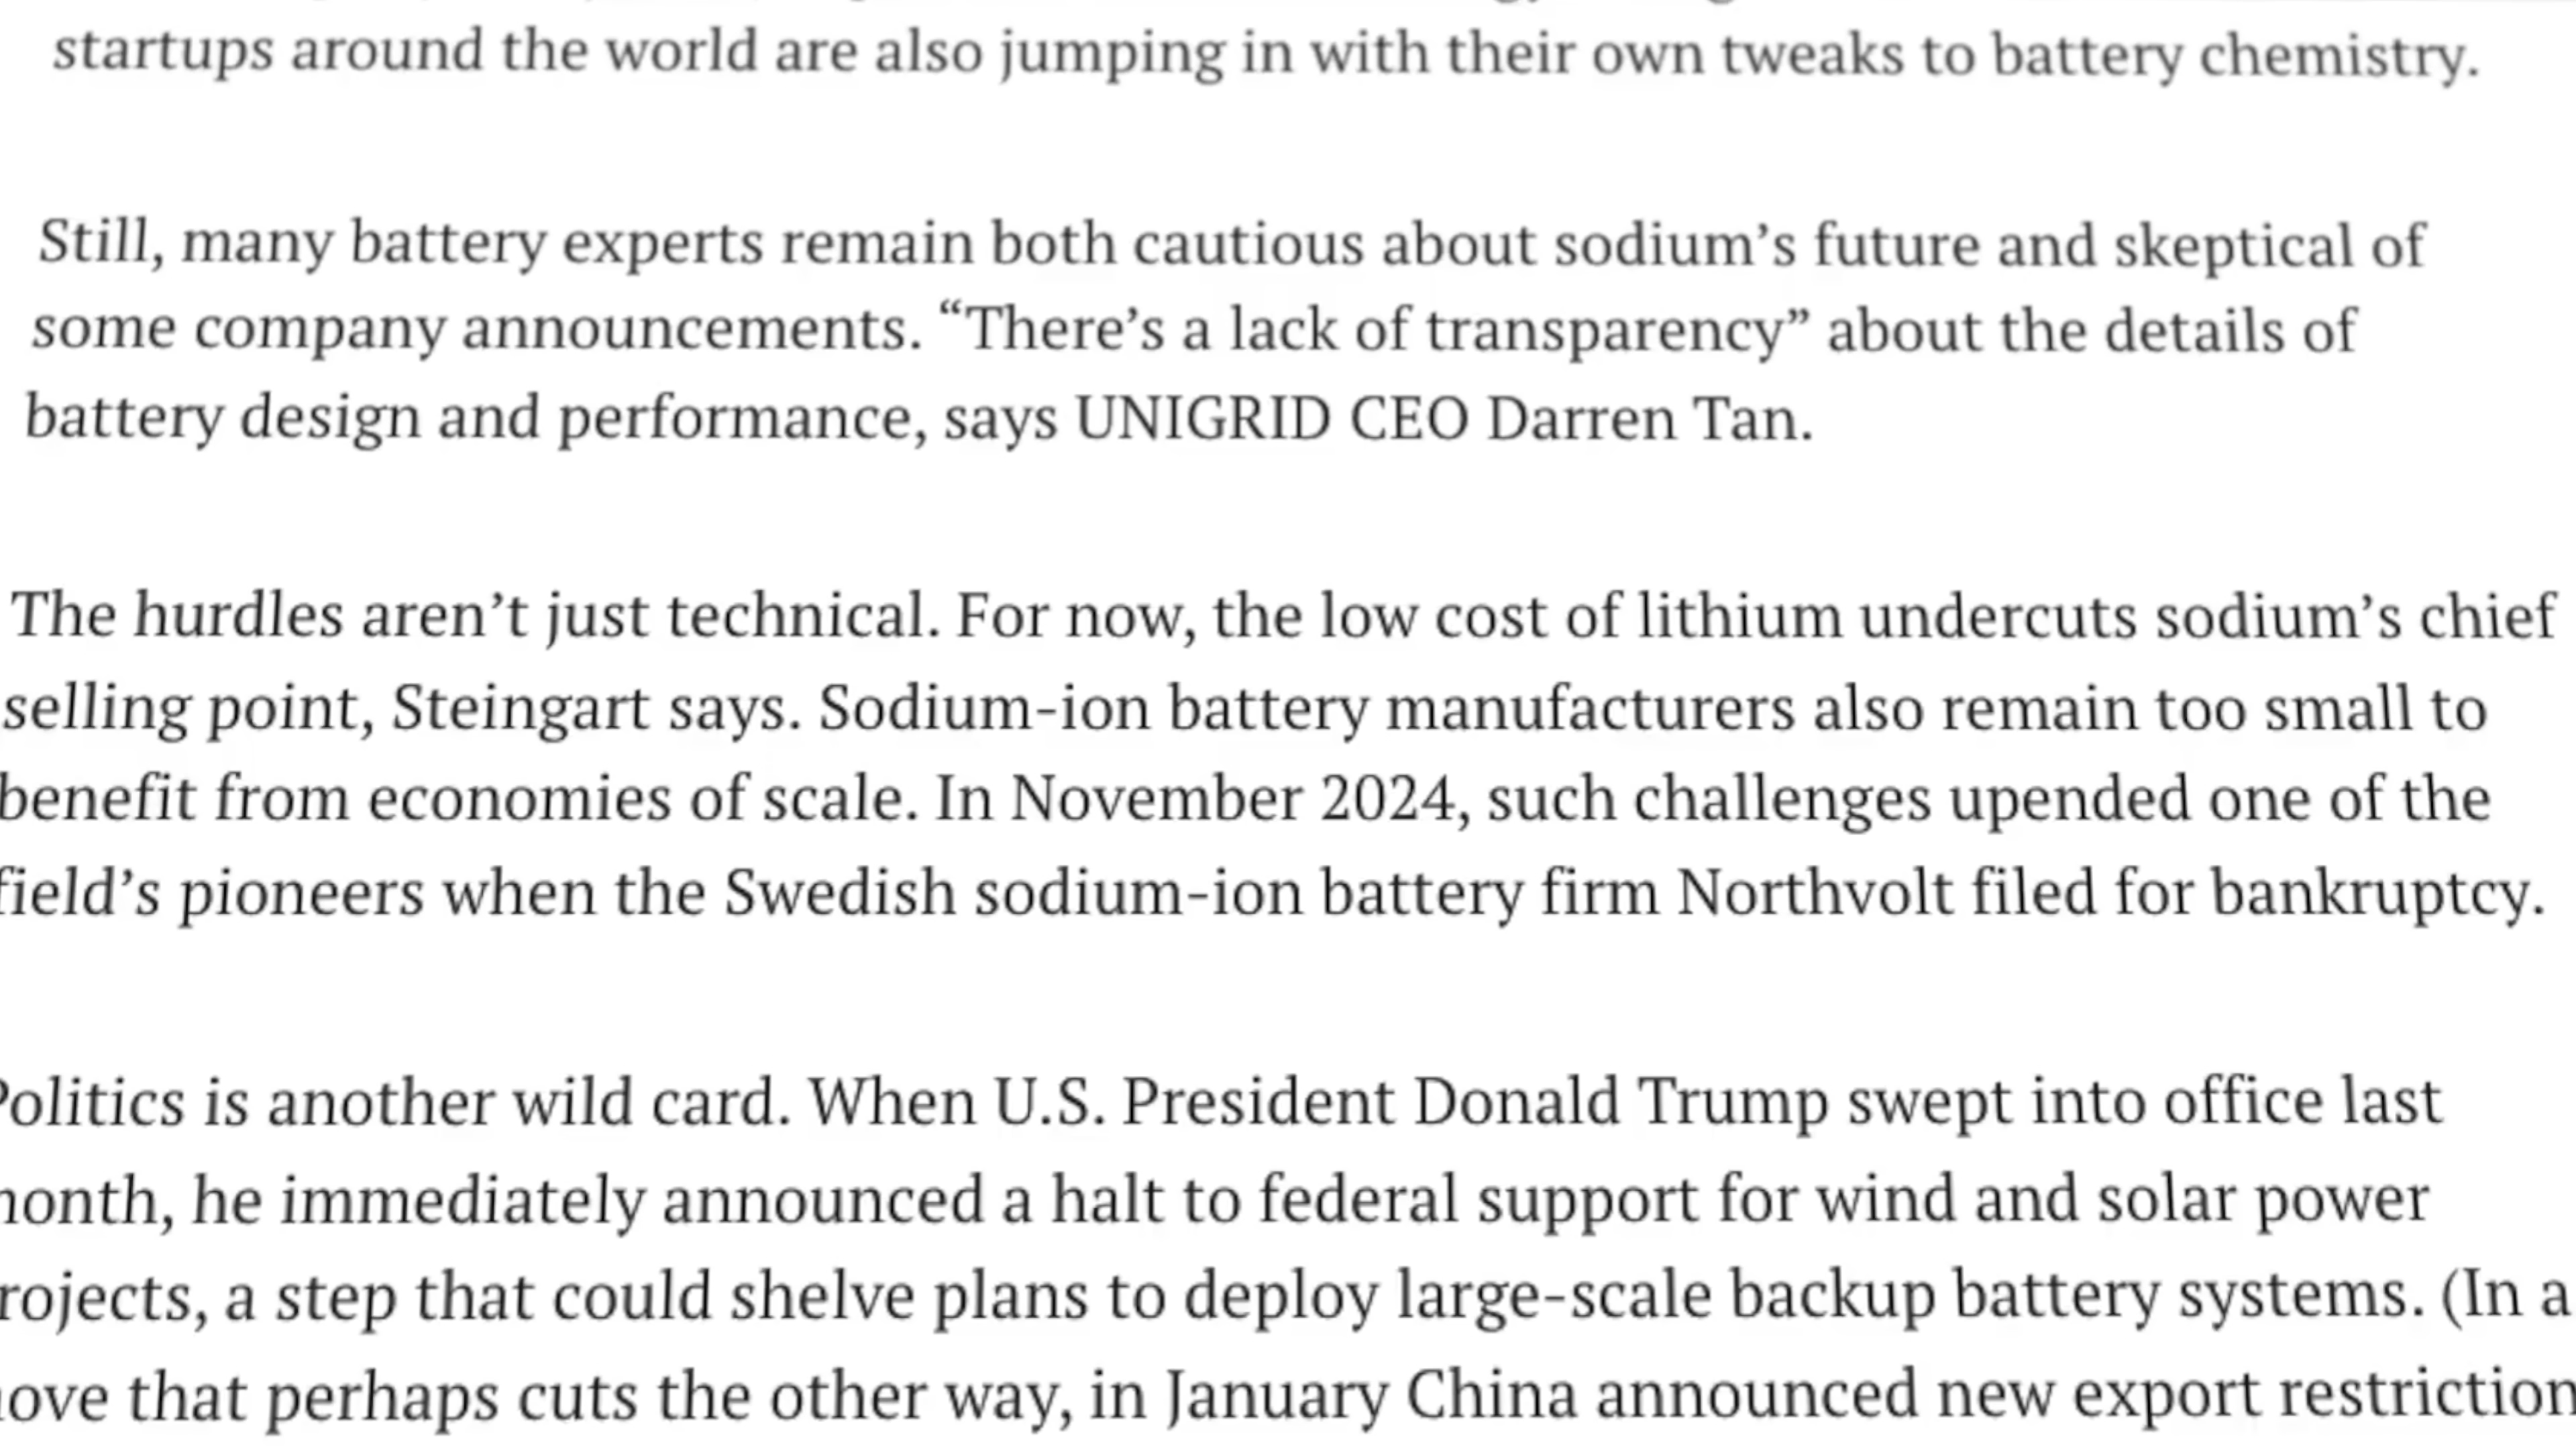 startups around the world are also jumping in with their own tweaks to battery chemistry.
Still, many battery experts remain both cautious about sodium’s future and skeptical of
some company announcements. “There’s a lack of transparency” about the details of
battery design and performance, says UNIGRID CEO Darren Tan.
The hurdles aren’t just technical. For now, the low cost of lithium undercuts sodium’s chief
selling point, Steingart says. Sodium-ion battery manufacturers also remain too small to
benefit from economies of scale. In November 2024, such challenges upended one of the
field’s pioneers when the Swedish sodium-ion battery firm Northvolt filed for bankruptcy.
Politics is another wild card. When U.S. President Donald Trump swept into office last
month, he immediately announced a halt to federal support for wind and solar power
rojects, a step that could shelve plans to deploy large-scale backup battery systems. (In a
ove that perhaps cuts the other way, in January China announced new export restriction